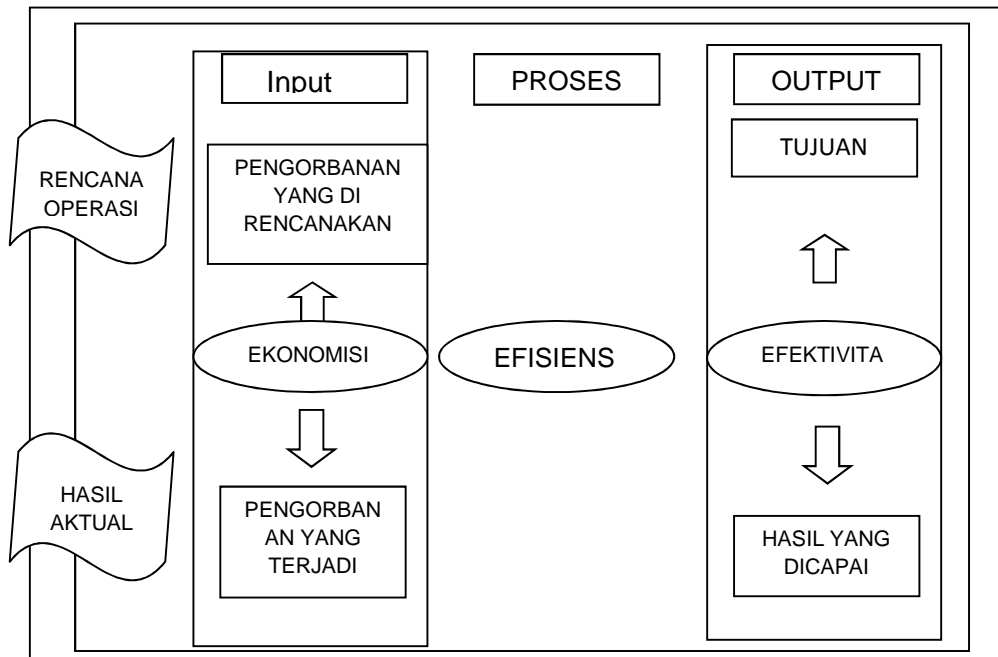 Input
PROSES
OUTPUT
RENCANA
OPERASI
PENGORBANAN
YANG DI
RENCANAKAN
TUJUAN
EKONOMISI
EFISIENS
EFEKTIVITA
HASIL
AKTUAL
PENGORBAN
AN YANG
TERJADI
HASIL YANG
DICAPAI